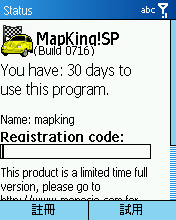 Status
abc
MapKing!SP
(Build 0716)
You have: 30 days to
use this program.
Name: mapking
Registration code:
This product is a limited time full
version, please go to
註冊
試用